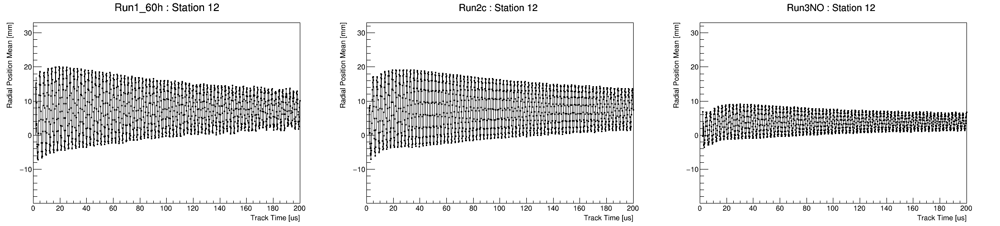 Run1_60h : Station 12
Radial Position Mean [mm]
30
20
10
0
−10
0 20 40 60 80 100 120 140 160 180 200
Track Time [us]
Run2c : Station 12
Radial Position Mean [mm]
30
20
10
0
−10
0 20 40 60 80 100 120 140 160 180 200
Track Time [us]
Run3NO : Station 12
Radial Position Mean [mm]
30
20
10
0
−10
0 20 40 60 80 100 120 140 160 180 200
Track Time [us]